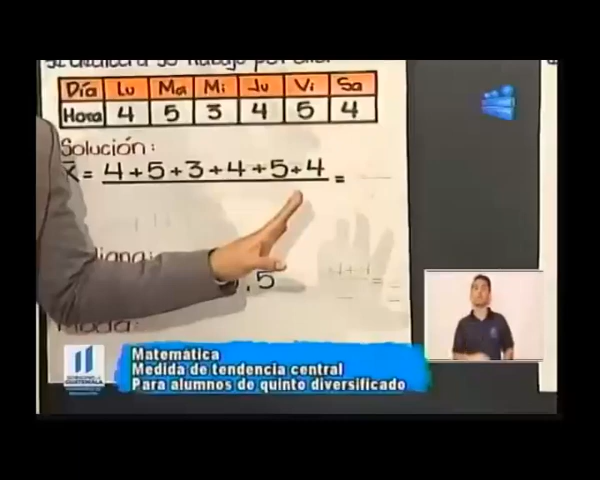 Día Lu Ma Mi Ju Vi Sa
Hora 4 5 3 4 5 4
Solución:
x̄ = 4+5+3+4+5+4 =
,5
Moda:
GUATEMALA
Matemática
Medida de tendencia central
Para alumnos de quinto diversificado